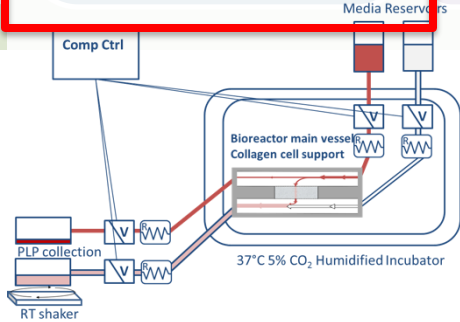 Media Reservoirs
Comp Ctrl
V
V
R
R
Bioreactor main vessel
Collagen cell support
V
R
PLP collection
V
R
37°C 5% CO₂ Humidified Incubator
RT shaker